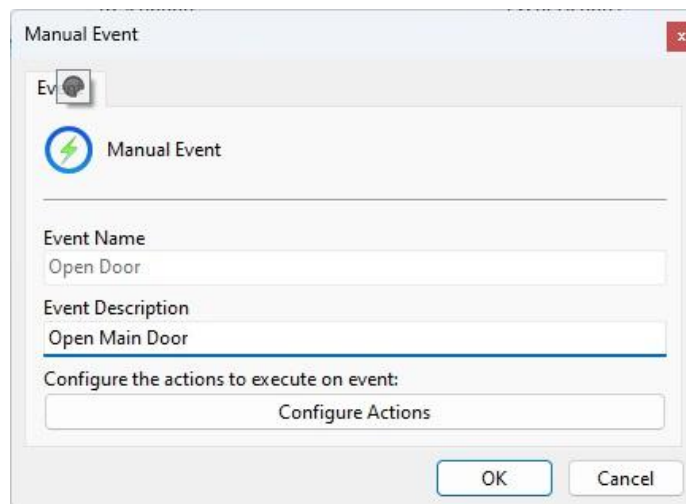 Manual Event
x
Manual Event
Event Name
Open Door
Event Description
Open Main Door
Configure the actions to execute on event:
Configure Actions
OK
Cancel